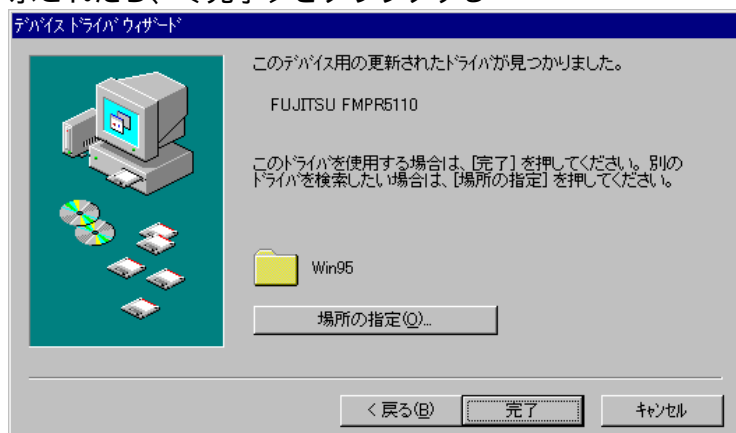 ﾃﾞﾊﾞｲｽ ﾄﾞﾗｲﾊﾞ ｳｨｻﾞｰﾄﾞ
このﾃﾞﾊﾞｲｽ用の更新されたﾄﾞﾗｲﾊﾞが見つかりました。
FUJITSU FMPR5110
このﾄﾞﾗｲﾊﾞを使用する場合は、[完了] を押してください。別の
ﾄﾞﾗｲﾊﾞを検索したい場合は、[場所の指定] を押してください。
Win95
場所の指定(O)...
< 戻る(B)
完了
ｷｬﾝｾﾙ